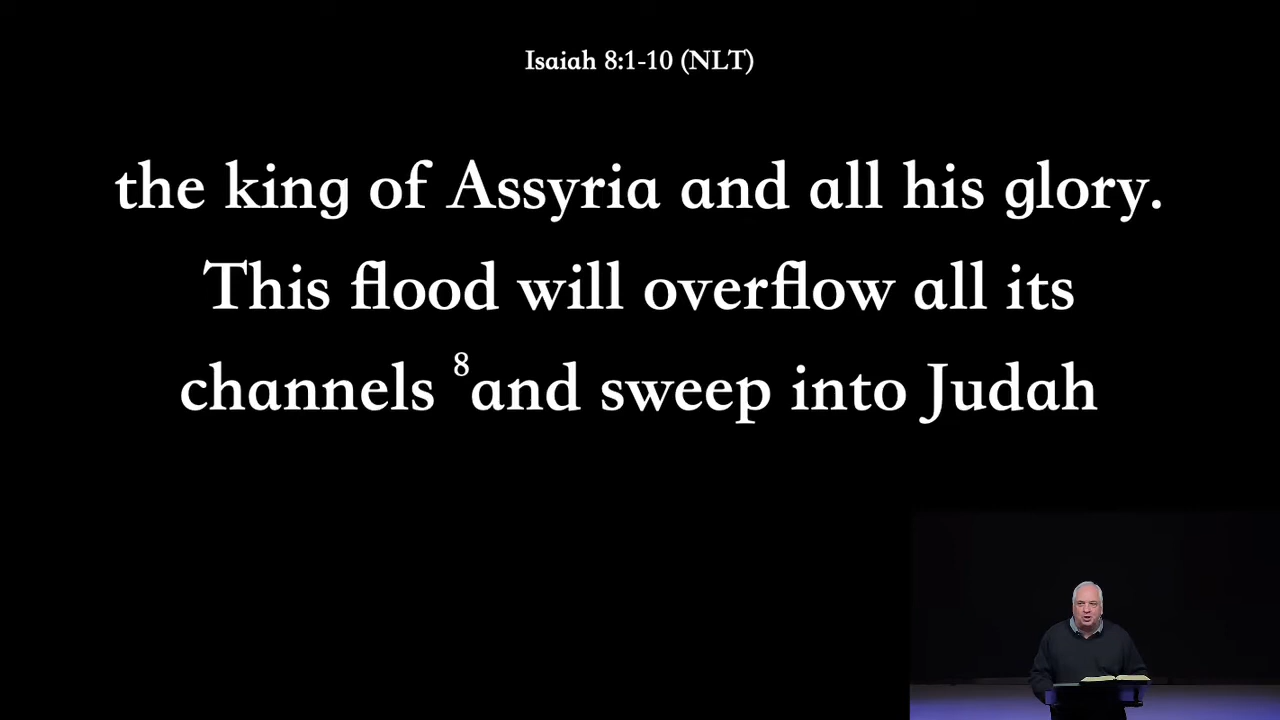 Isaiah 8:1-10 (NLT)
the king of Assyria and all his glory.
This flood will overflow all its
channels ⁸and sweep into Judah